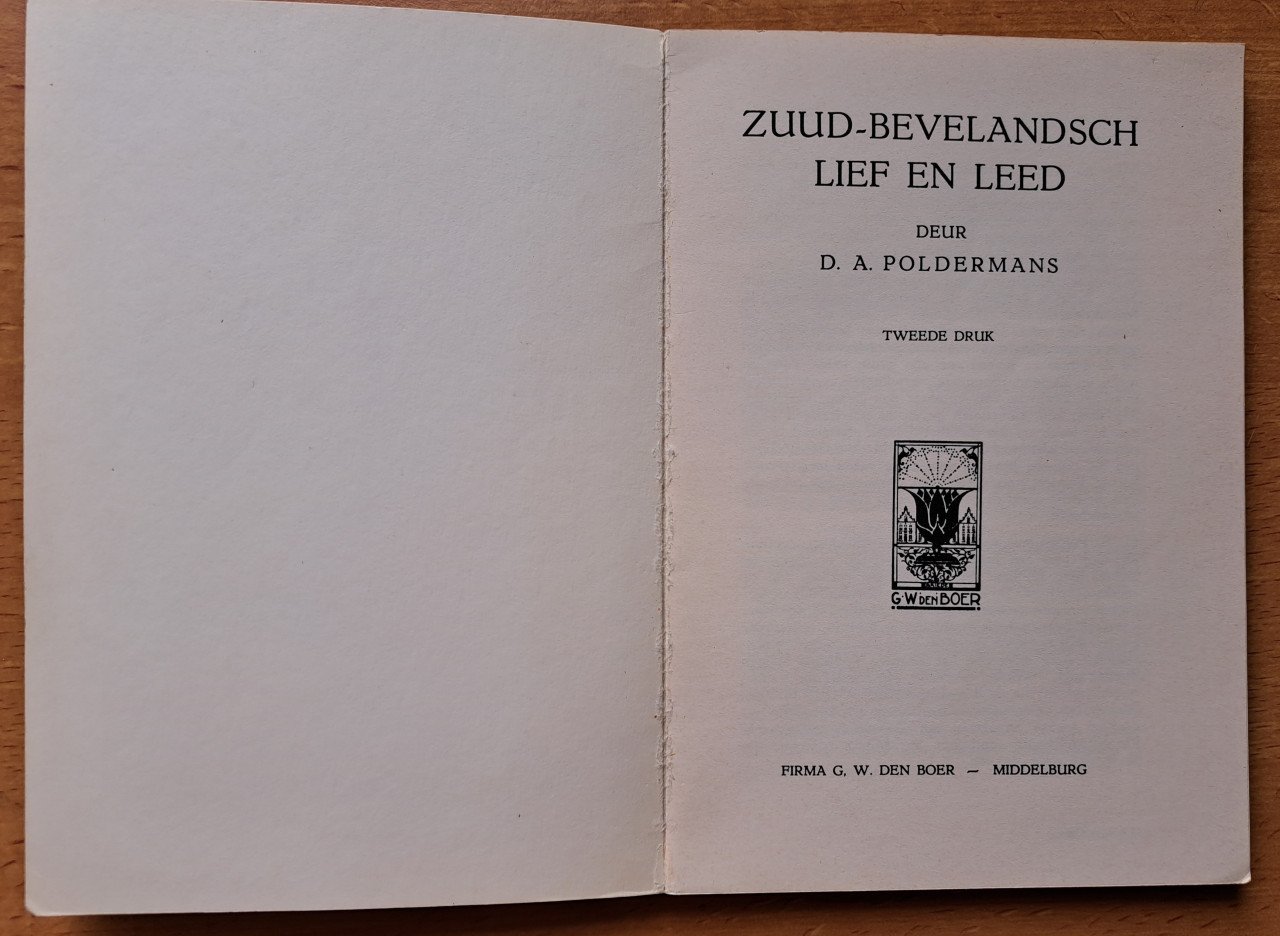 ZUUD-BEVELANDSCH
LIEF EN LEED
DEUR
D. A. POLDERMANS
TWEEDE DRUK
G·W·DEN·BOER
FIRMA G. W. DEN BOER — MIDDELBURG